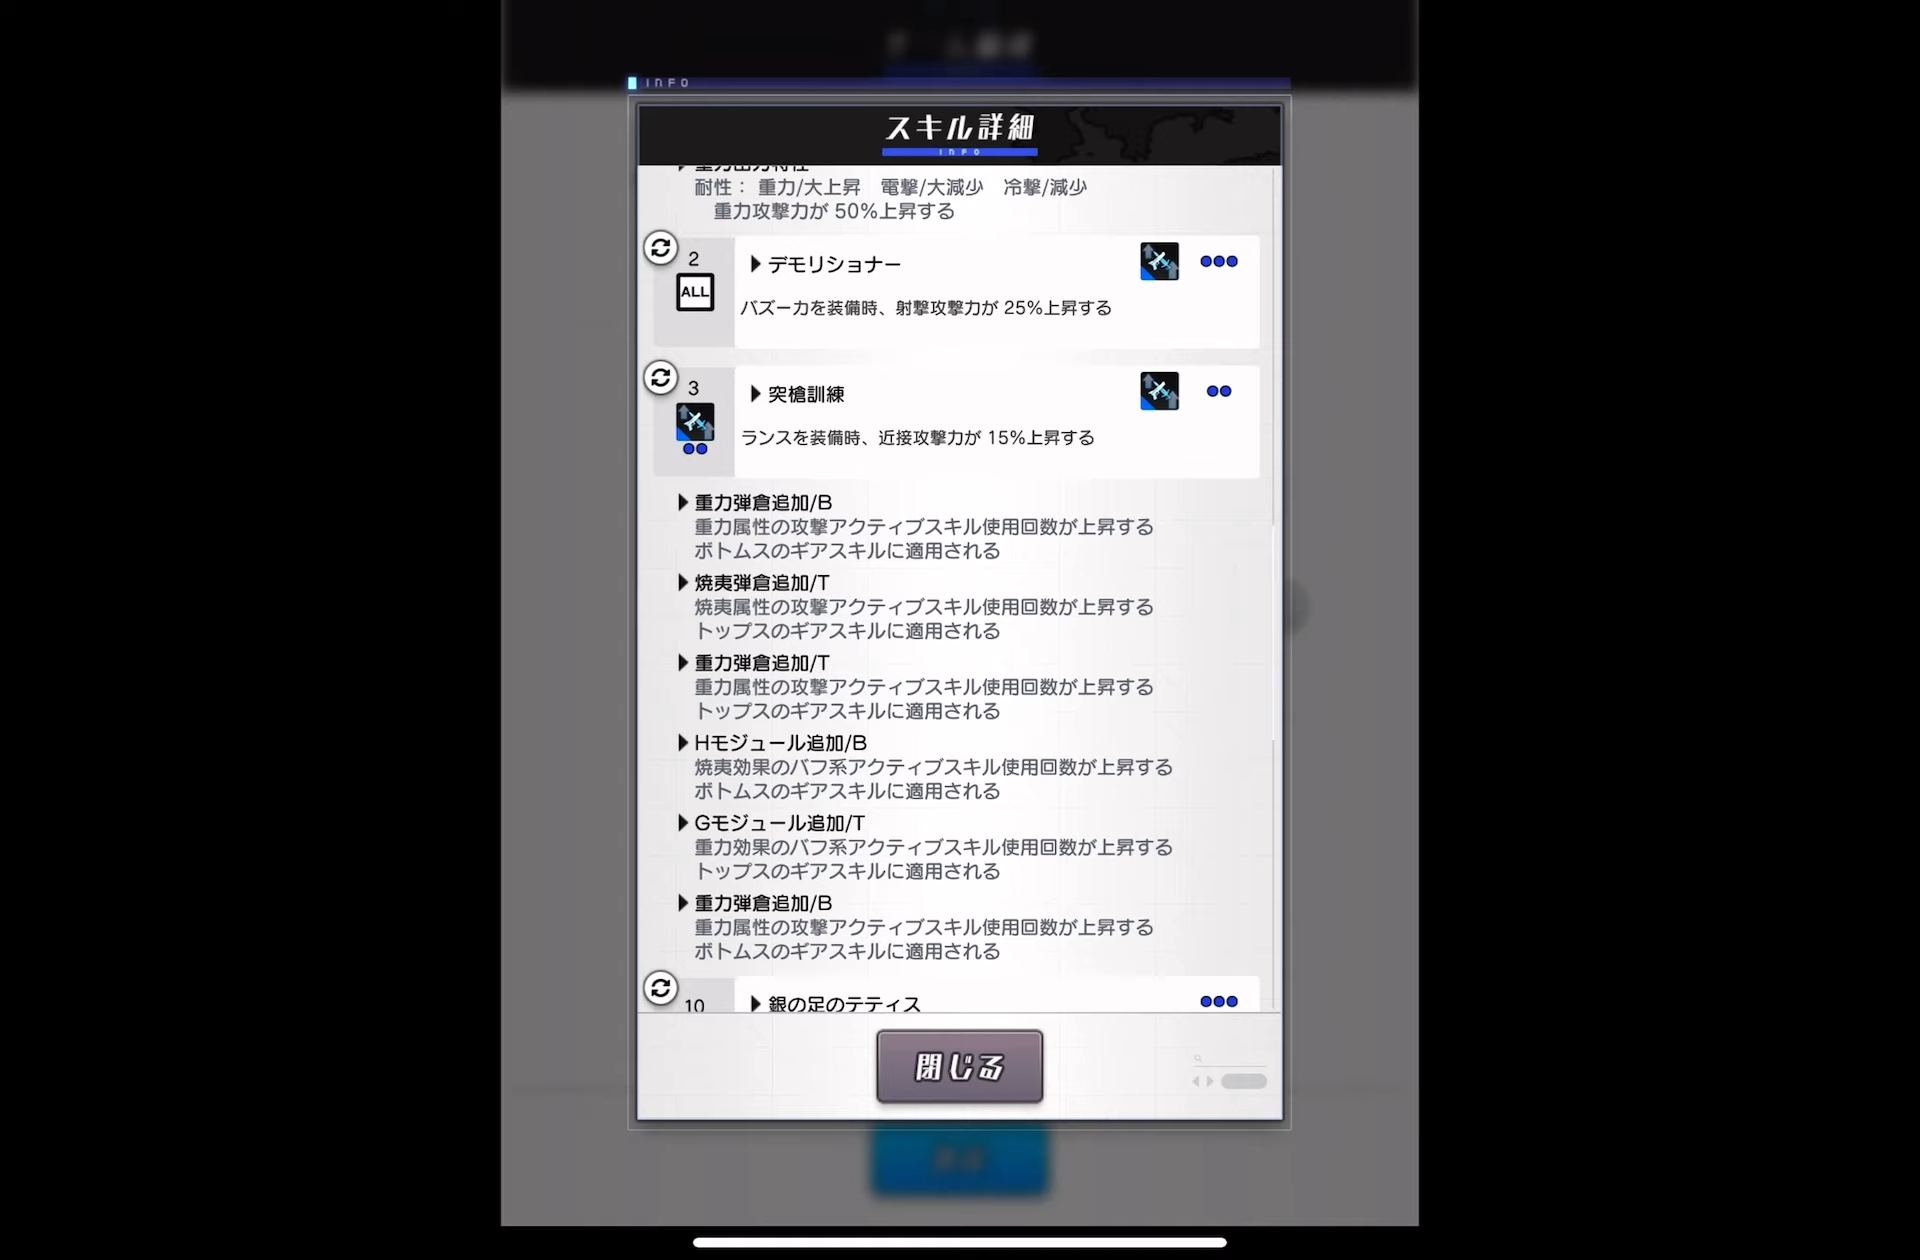 INFO
スキル詳細
INFO
重力出力特性
耐性： 重力/大上昇 電撃/大減少 冷撃/減少
重力攻撃力が 50%上昇する
2
ALL
デモリショナー
バズーカを装備時、射撃攻撃力が 25%上昇する
3
突槍訓練
ランスを装備時、近接攻撃力が 15%上昇する
重力弾倉追加/B
重力属性の攻撃アクティブスキル使用回数が上昇する
ボトムスのギアスキルに適用される
焼夷弾倉追加/T
焼夷属性の攻撃アクティブスキル使用回数が上昇する
トップスのギアスキルに適用される
重力弾倉追加/T
重力属性の攻撃アクティブスキル使用回数が上昇する
トップスのギアスキルに適用される
Hモジュール追加/B
焼夷効果のバフ系アクティブスキル使用回数が上昇する
ボトムスのギアスキルに適用される
Gモジュール追加/T
重力効果のバフ系アクティブスキル使用回数が上昇する
トップスのギアスキルに適用される
重力弾倉追加/B
重力属性の攻撃アクティブスキル使用回数が上昇する
ボトムスのギアスキルに適用される
10
銀の足のテティス
閉じる